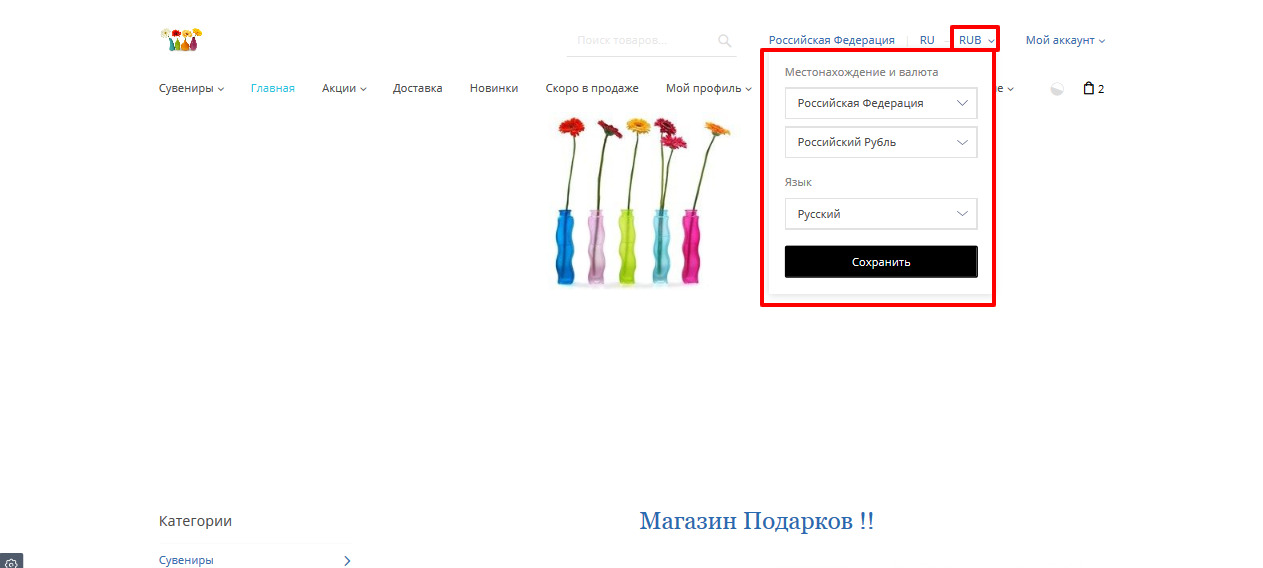 Поиск товаров...
Российская Федерация
RU
RUB
Мой аккаунт
Сувениры
Главная
Акции
Доставка
Новинки
Скоро в продаже
Мой профиль
2
Местонахождение и валюта
Российская Федерация
Российский Рубль
Язык
Русский
Сохранить
Категории
Магазин Подарков !!
Сувениры